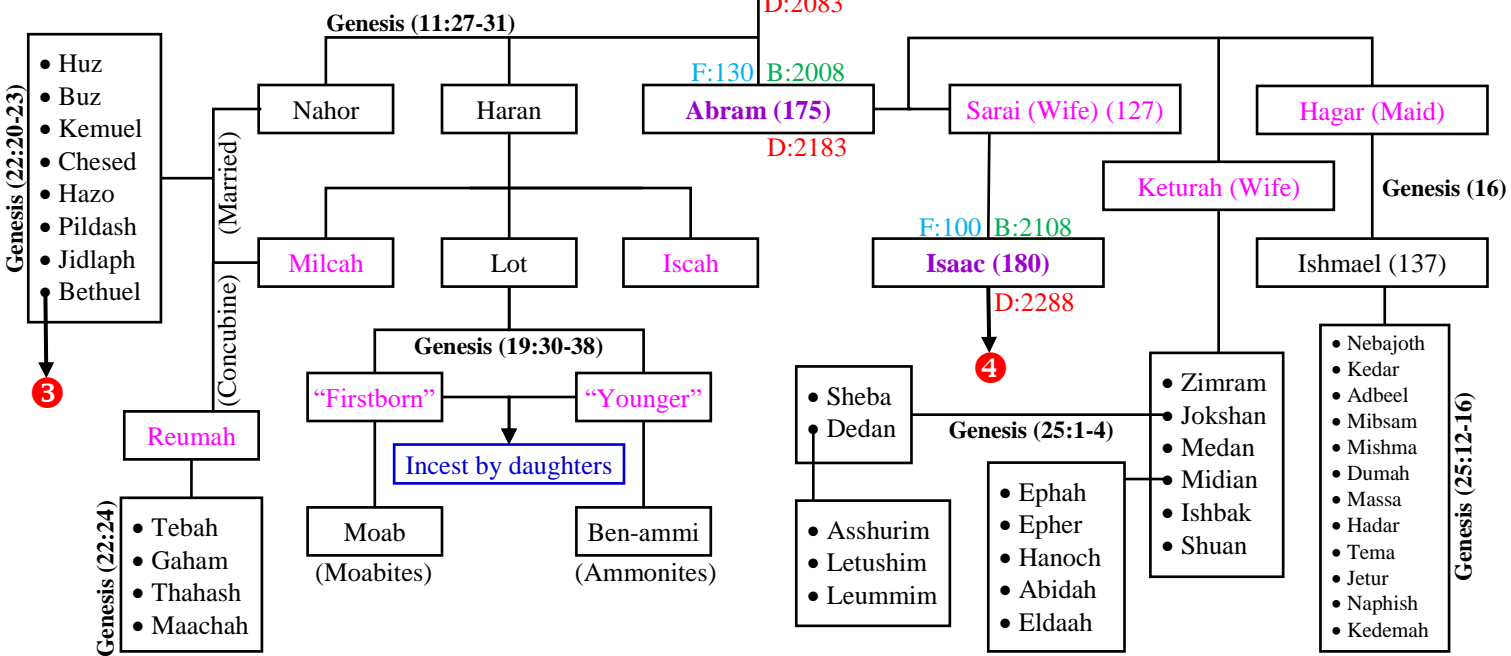 D:2083
Genesis (11:27-31)
Genesis (22:20-23)
• Huz
• Buz
• Kemuel
• Chesed
• Hazo
• Pildash
• Jidlaph
• Bethuel
3
(Married)
(Concubine)
Nahor
Haran
F:130 B:2008
Abram (175)
D:2183
Sarai (Wife) (127)
Hagar (Maid)
Keturah (Wife)
Genesis (16)
Milcah
Lot
Iscah
F:100 B:2108
Isaac (180)
D:2288
4
Ishmael (137)
Genesis (19:30-38)
“Firstborn”
“Younger”
Incest by daughters
Moab
(Moabites)
Ben-ammi
(Ammonites)
Reumah
Genesis (22:24)
• Tebah
• Gaham
• Thahash
• Maachah
• Sheba
• Dedan
Genesis (25:1-4)
• Asshurim
• Letushim
• Leummim
• Zimram
• Jokshan
• Medan
• Midian
• Ishbak
• Shuan
• Ephah
• Epher
• Hanoch
• Abidah
• Eldaah
• Nebajoth
• Kedar
• Adbeel
• Mibsam
• Mishma
• Dumah
• Massa
• Hadar
• Tema
• Jetur
• Naphish
• Kedemah
Genesis (25:12-16)